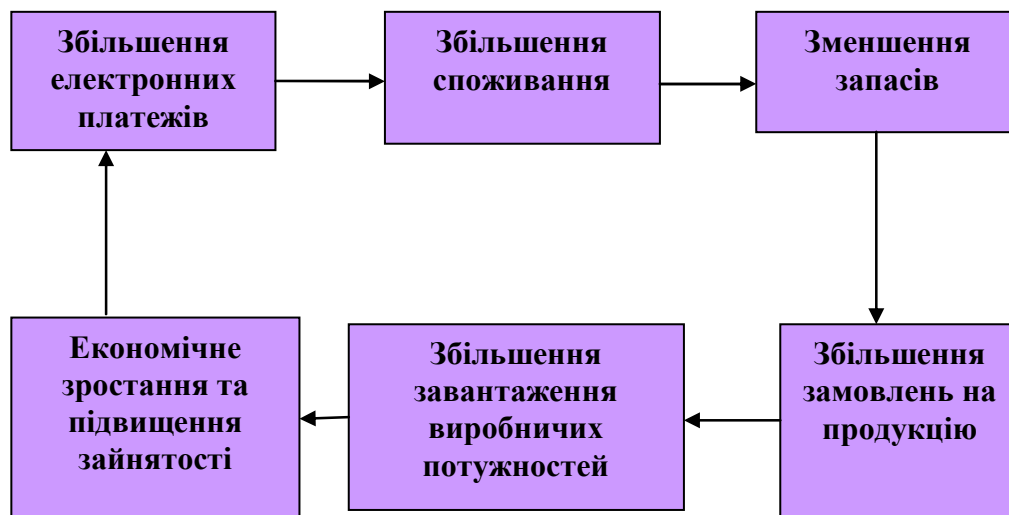 Збільшення
електронних
платежів
Збільшення
споживання
Зменшення
запасів
Економічне
зростання та
підвищення
зайнятості
Збільшення
завантаження
виробничих
потужностей
Збільшення
замовлень на
продукцію